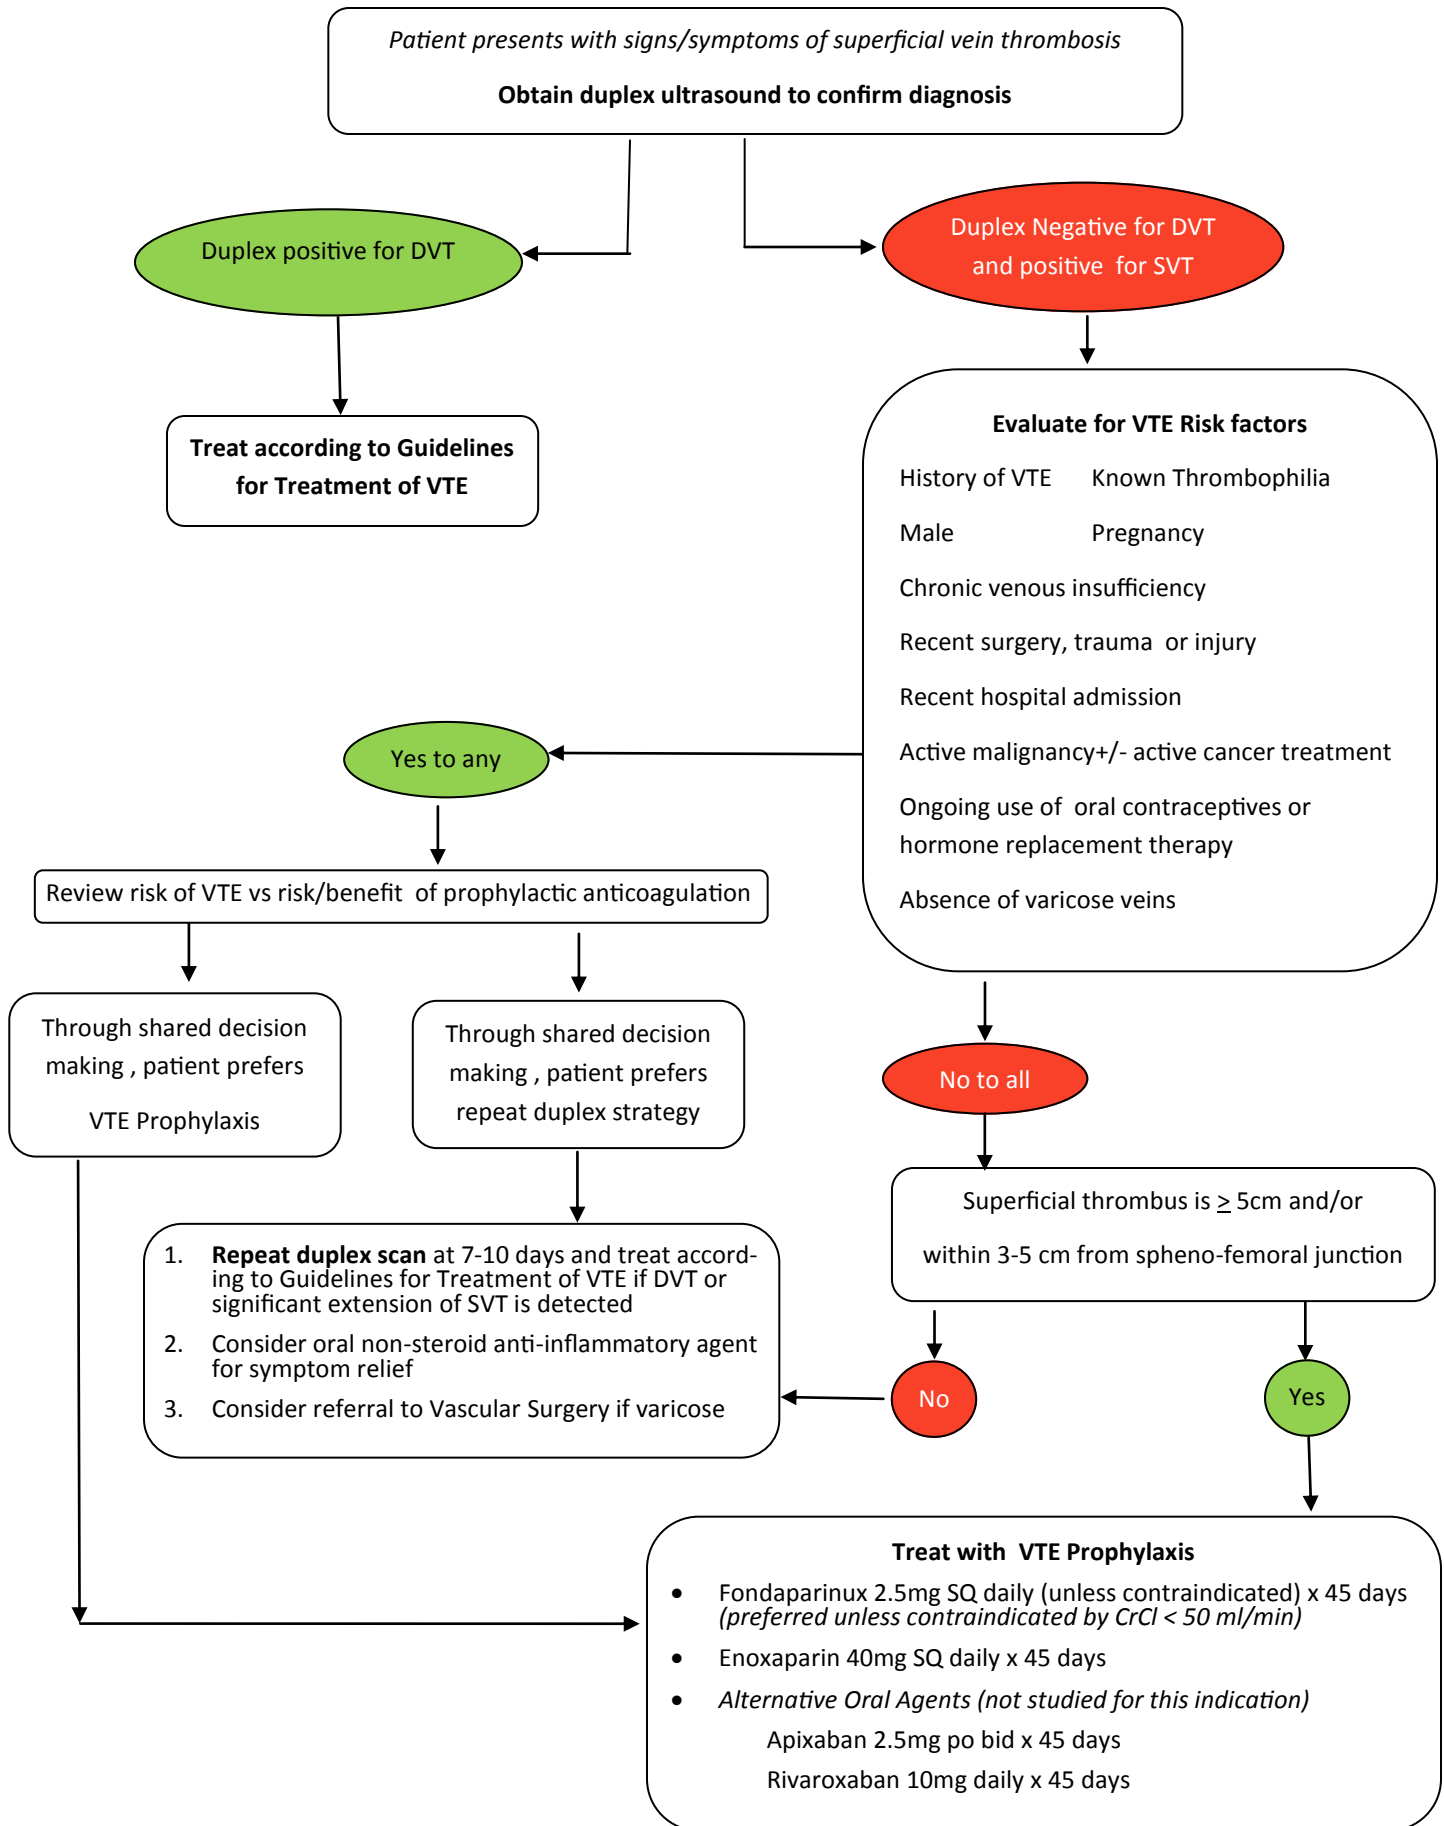 Patient presents with signs/symptoms of superficial vein thrombosis
Obtain duplex ultrasound to confirm diagnosis
Duplex positive for DVT
Duplex Negative for DVT
and positive for SVT
Treat according to Guidelines
for Treatment of VTE
Evaluate for VTE Risk factors
History of VTE Known Thrombophilia
Male Pregnancy
Chronic venous insufficiency
Recent surgery, trauma or injury
Recent hospital admission
Active malignancy+/- active cancer treatment
Ongoing use of oral contraceptives or
hormone replacement therapy
Absence of varicose veins
Yes to any
Review risk of VTE vs risk/benefit of prophylactic anticoagulation
Through shared decision
making , patient prefers
VTE Prophylaxis
Through shared decision
making , patient prefers
repeat duplex strategy
No to all
Superficial thrombus is ≥ 5cm and/or
within 3-5 cm from spheno-femoral junction
1. Repeat duplex scan at 7-10 days and treat accord-
ing to Guidelines for Treatment of VTE if DVT or
significant extension of SVT is detected
2. Consider oral non-steroid anti-inflammatory agent
for symptom relief
3. Consider referral to Vascular Surgery if varicose
No
Yes
Treat with VTE Prophylaxis
• Fondaparinux 2.5mg SQ daily (unless contraindicated) x 45 days
(preferred unless contraindicated by CrCl < 50 ml/min)
• Enoxaparin 40mg SQ daily x 45 days
• Alternative Oral Agents (not studied for this indication)
Apixaban 2.5mg po bid x 45 days
Rivaroxaban 10mg daily x 45 days